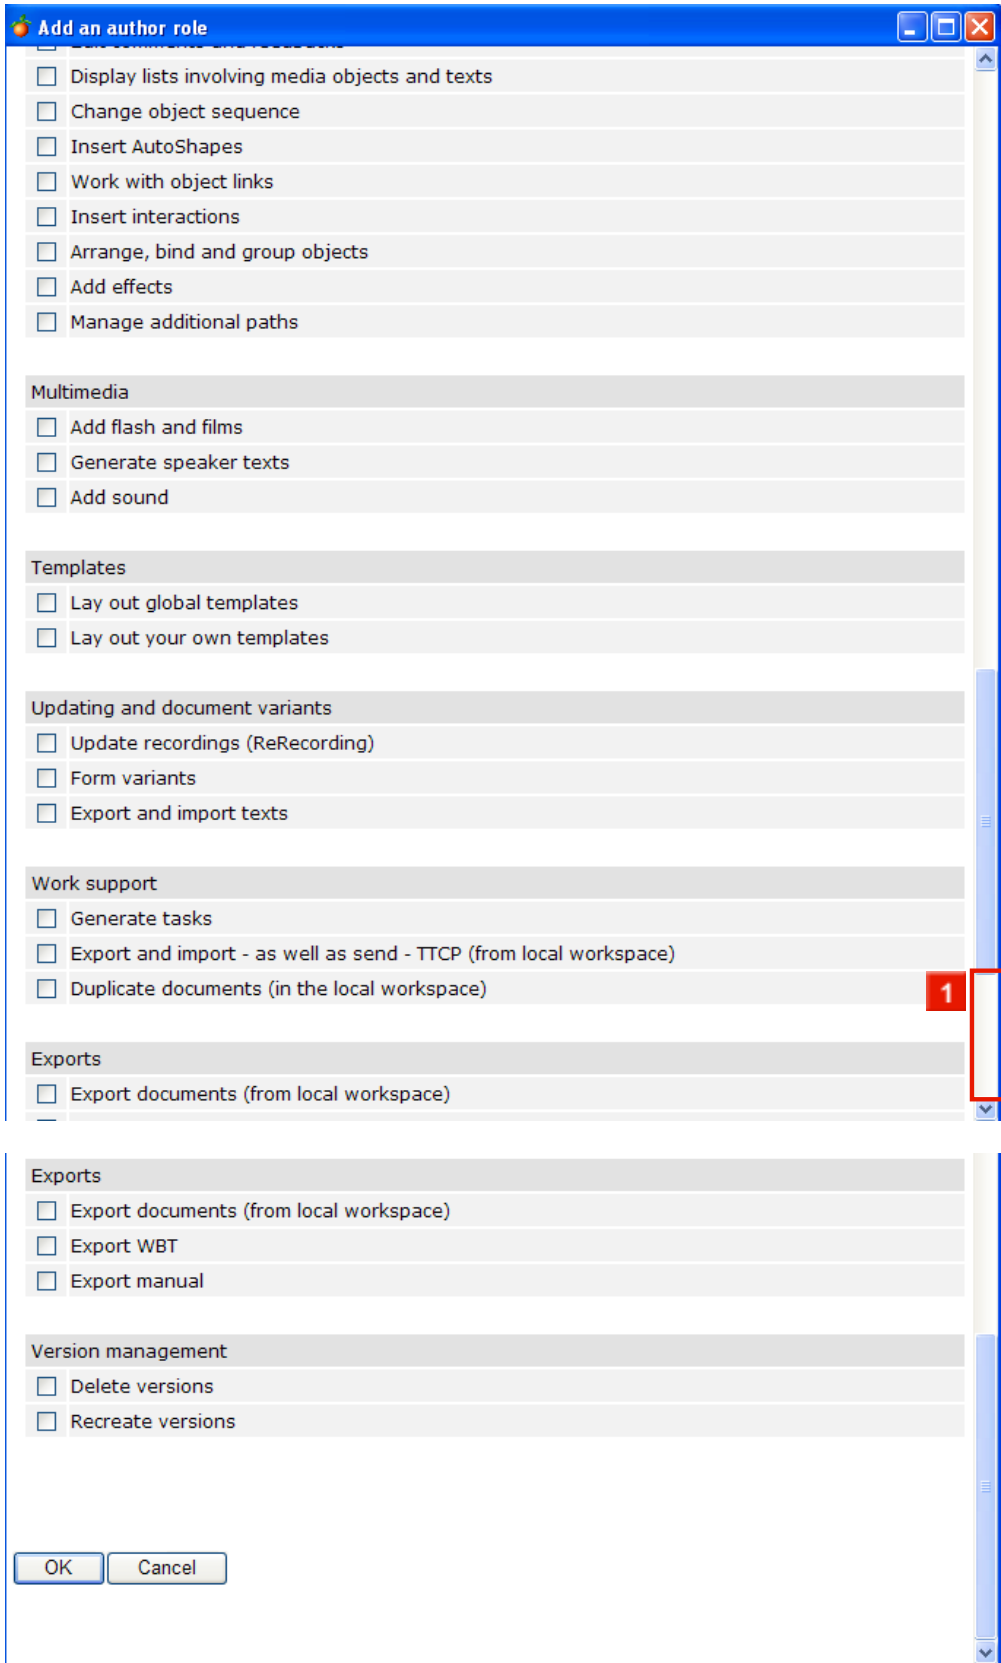 Add an author role
Display lists involving media objects and texts
Change object sequence
Insert AutoShapes
Work with object links
Insert interactions
Arrange, bind and group objects
Add effects
Manage additional paths
Multimedia
Add flash and films
Generate speaker texts
Add sound
Templates
Lay out global templates
Lay out your own templates
Updating and document variants
Update recordings (ReRecording)
Form variants
Export and import texts
Work support
Generate tasks
Export and import - as well as send - TTCP (from local workspace)
Duplicate documents (in the local workspace)
1
Exports
Export documents (from local workspace)
Exports
Export documents (from local workspace)
Export WBT
Export manual
Version management
Delete versions
Recreate versions
OK Cancel